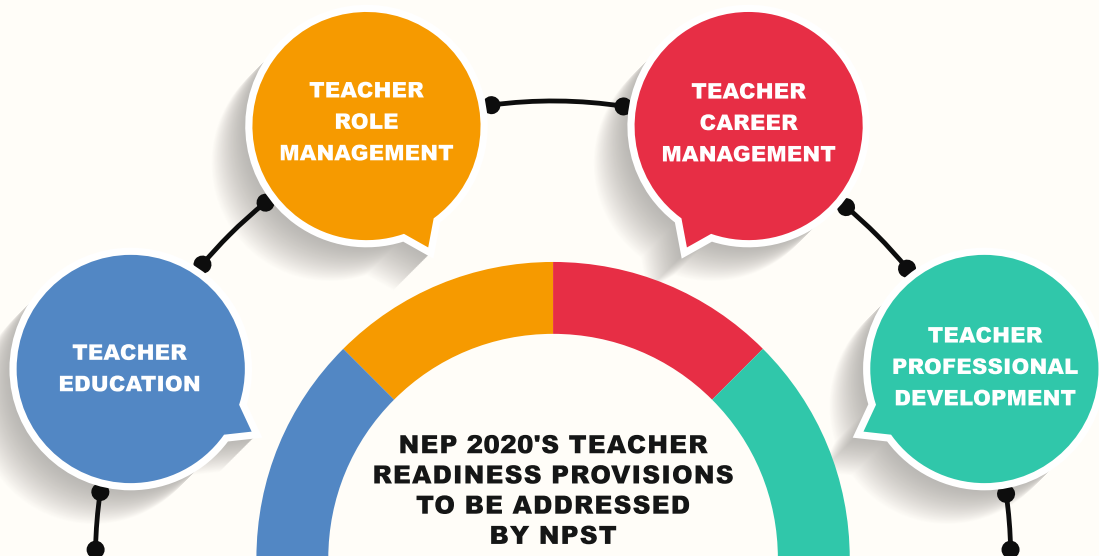 TEACHER
ROLE
MANAGEMENT
TEACHER
CAREER
MANAGEMENT
TEACHER
EDUCATION
TEACHER
PROFESSIONAL
DEVELOPMENT
NEP 2020'S TEACHER
READINESS PROVISIONS
TO BE ADDRESSED
BY NPST